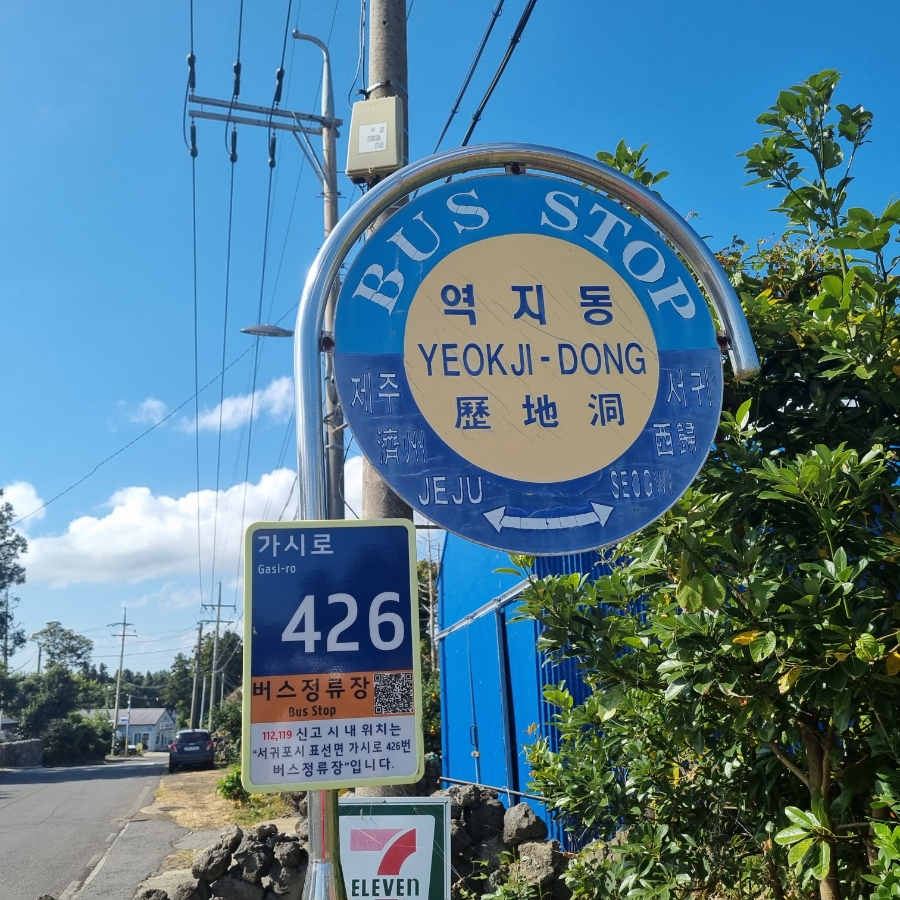 BUS STOP
역지동
YEOKJI-DONG
歷地洞
제주
濟州
JEJU
서귀
西歸
SEOGWI
가시로
Gasi-ro
426
버스정류장
Bus Stop
112,119 신고 시 내 위치는
"서귀포시 표선면 가시로 426번
버스정류장"입니다.
7
ELEVEN